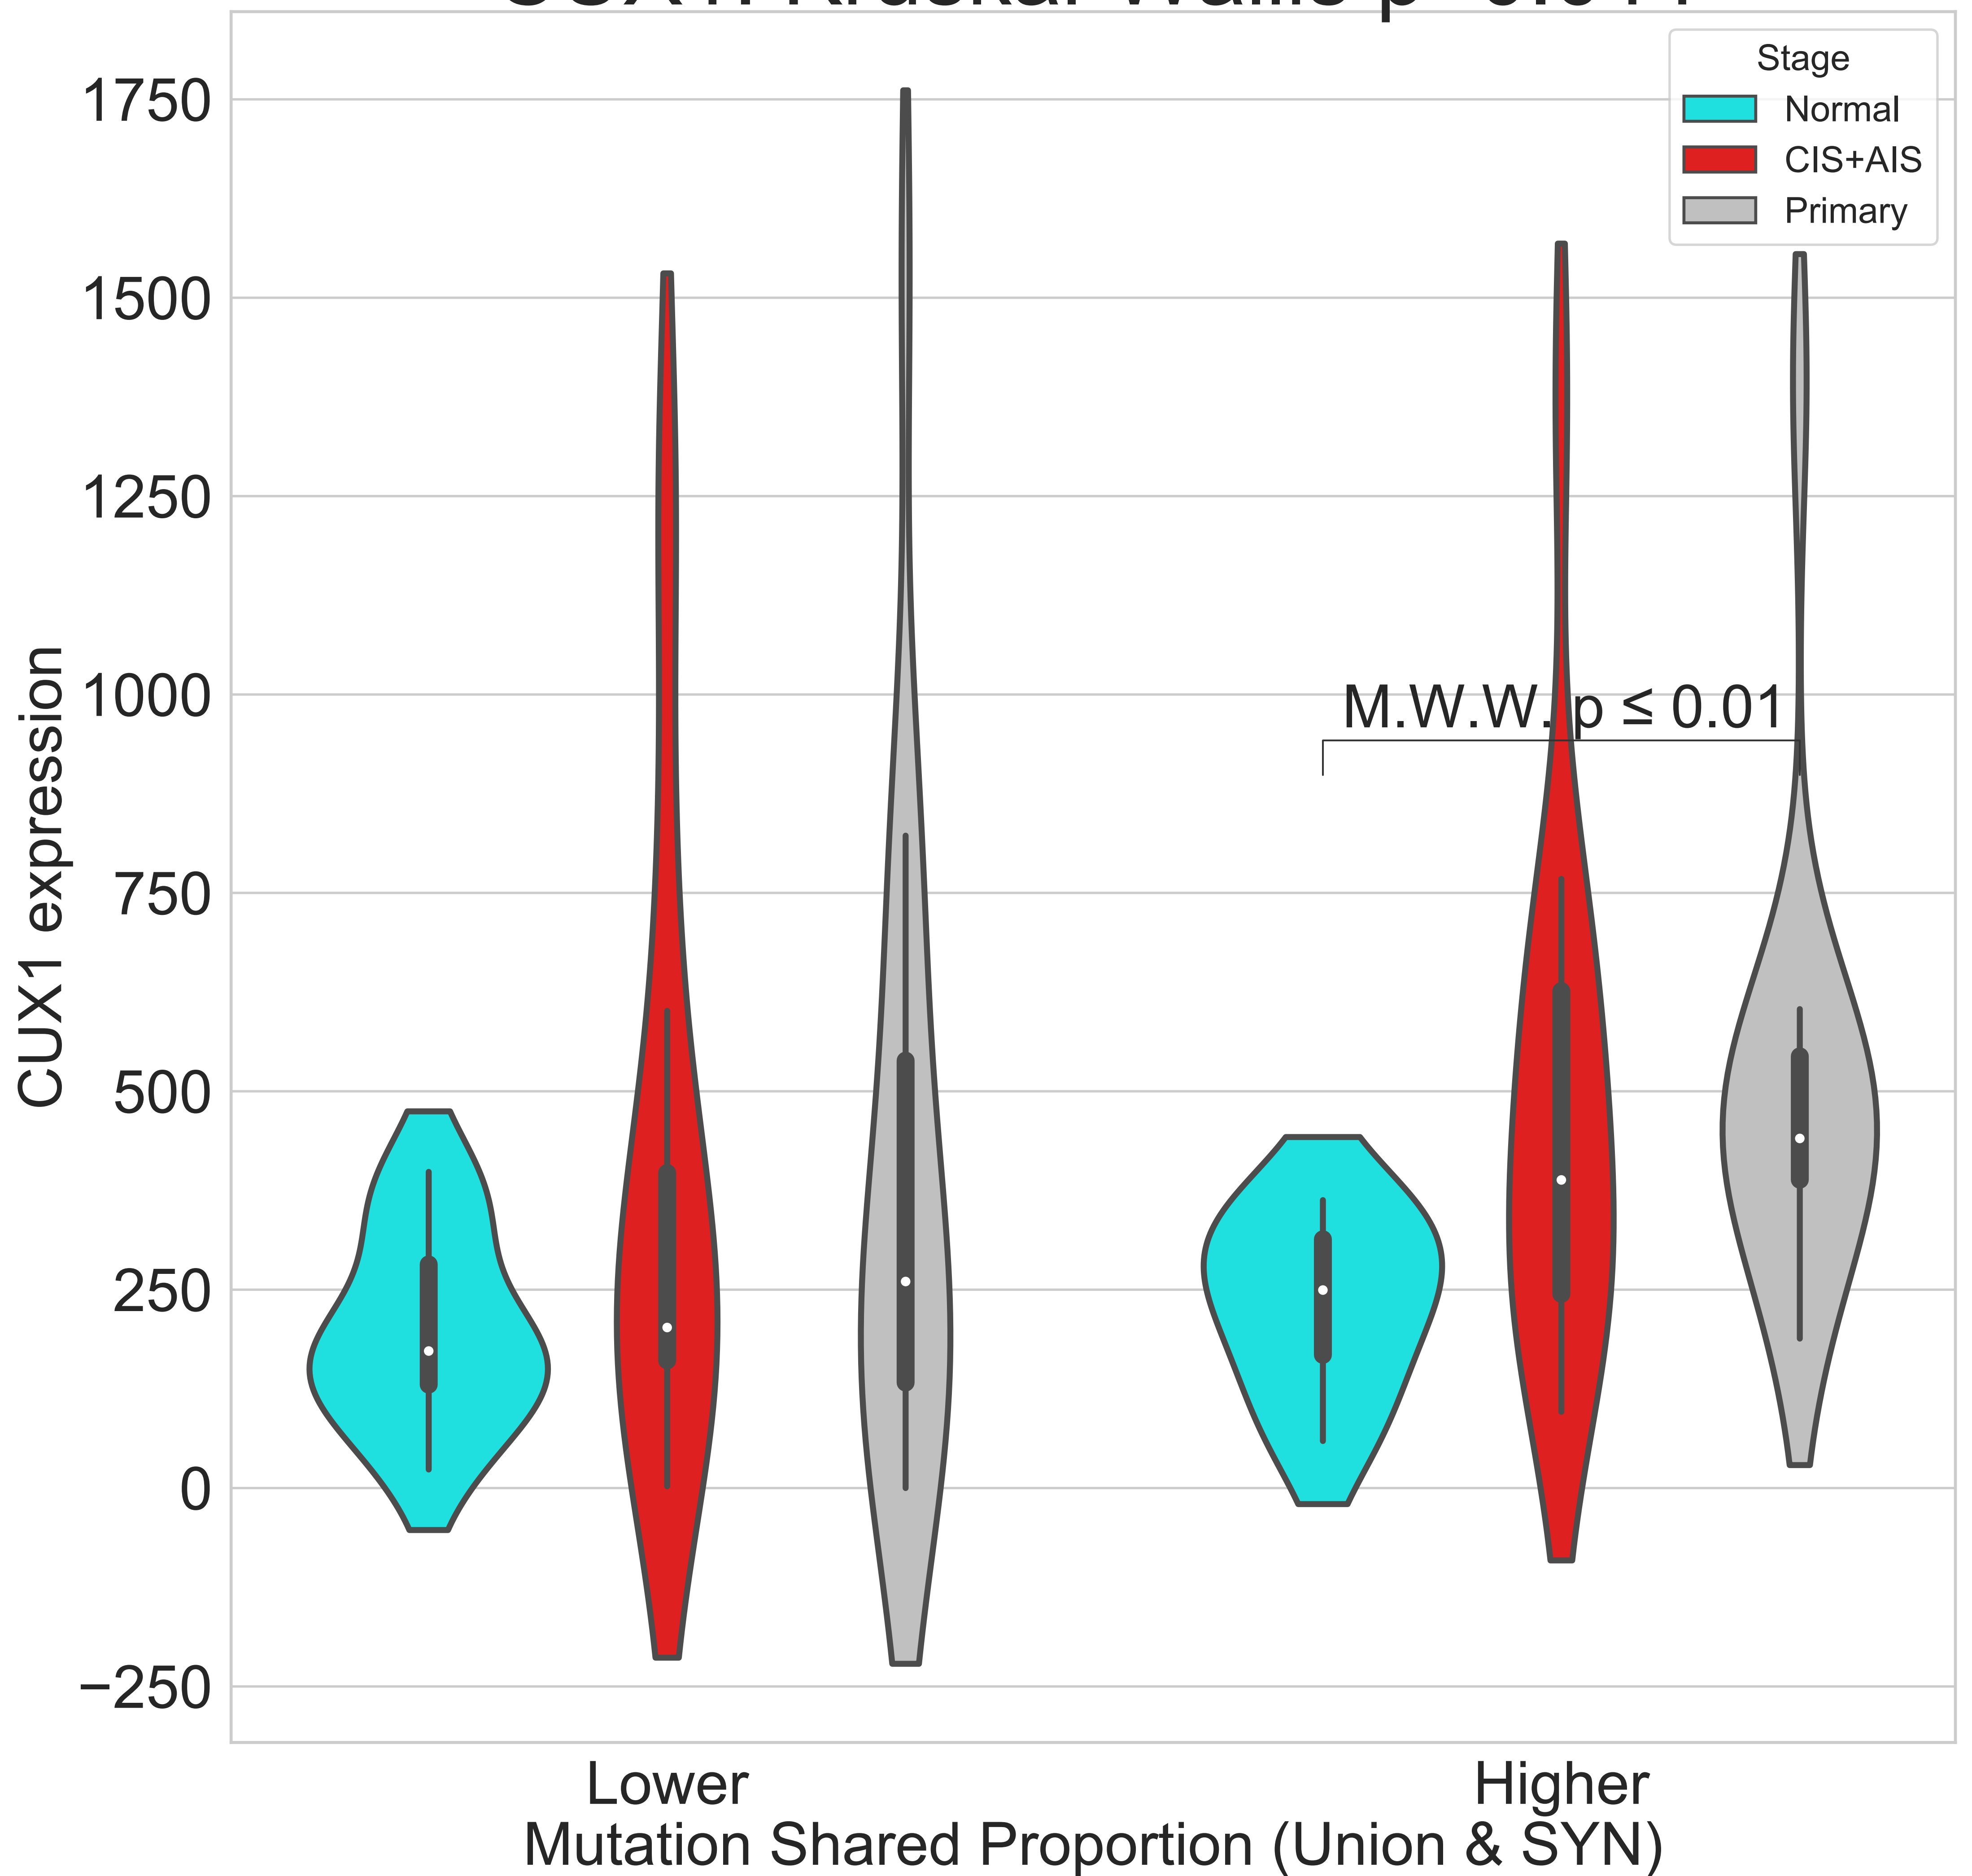 Stage
Normal
CIS+AIS
Primary
1750
1500
1250
1000
750
500
250
0
−250
CUX1 expression
M.W.W. p ≤ 0.01
Lower
Higher
Mutation Shared Proportion (Union & SYN)